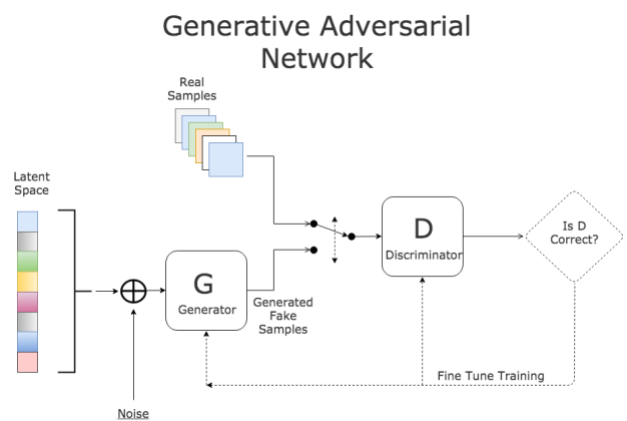 Generative Adversarial
Network
Real
Samples
Latent
Space
G
Generator
Generated
Fake
Samples
D
Discriminator
Is D
Correct?
Fine Tune Training
Noise